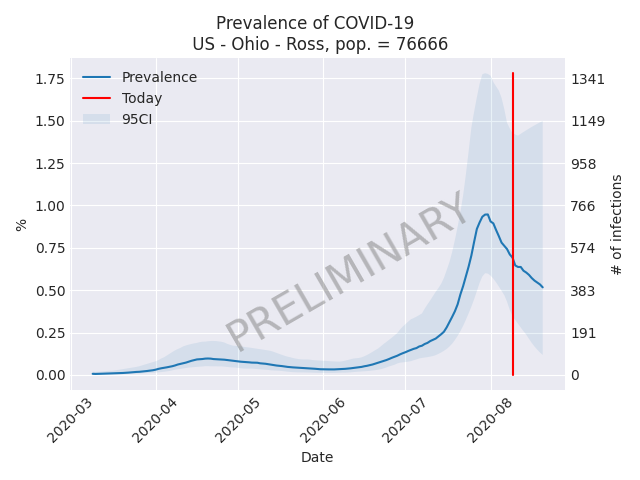 Prevalence of COVID-19
US - Ohio - Ross, pop. = 76666
Prevalence
Today
95CI
PRELIMINARY
1.75
1.50
1.25
1.00
0.75
0.50
0.25
0.00
%
1341
1149
958
766
574
383
191
0
# of infections
2020-03
2020-04
2020-05
2020-06
2020-07
2020-08
Date